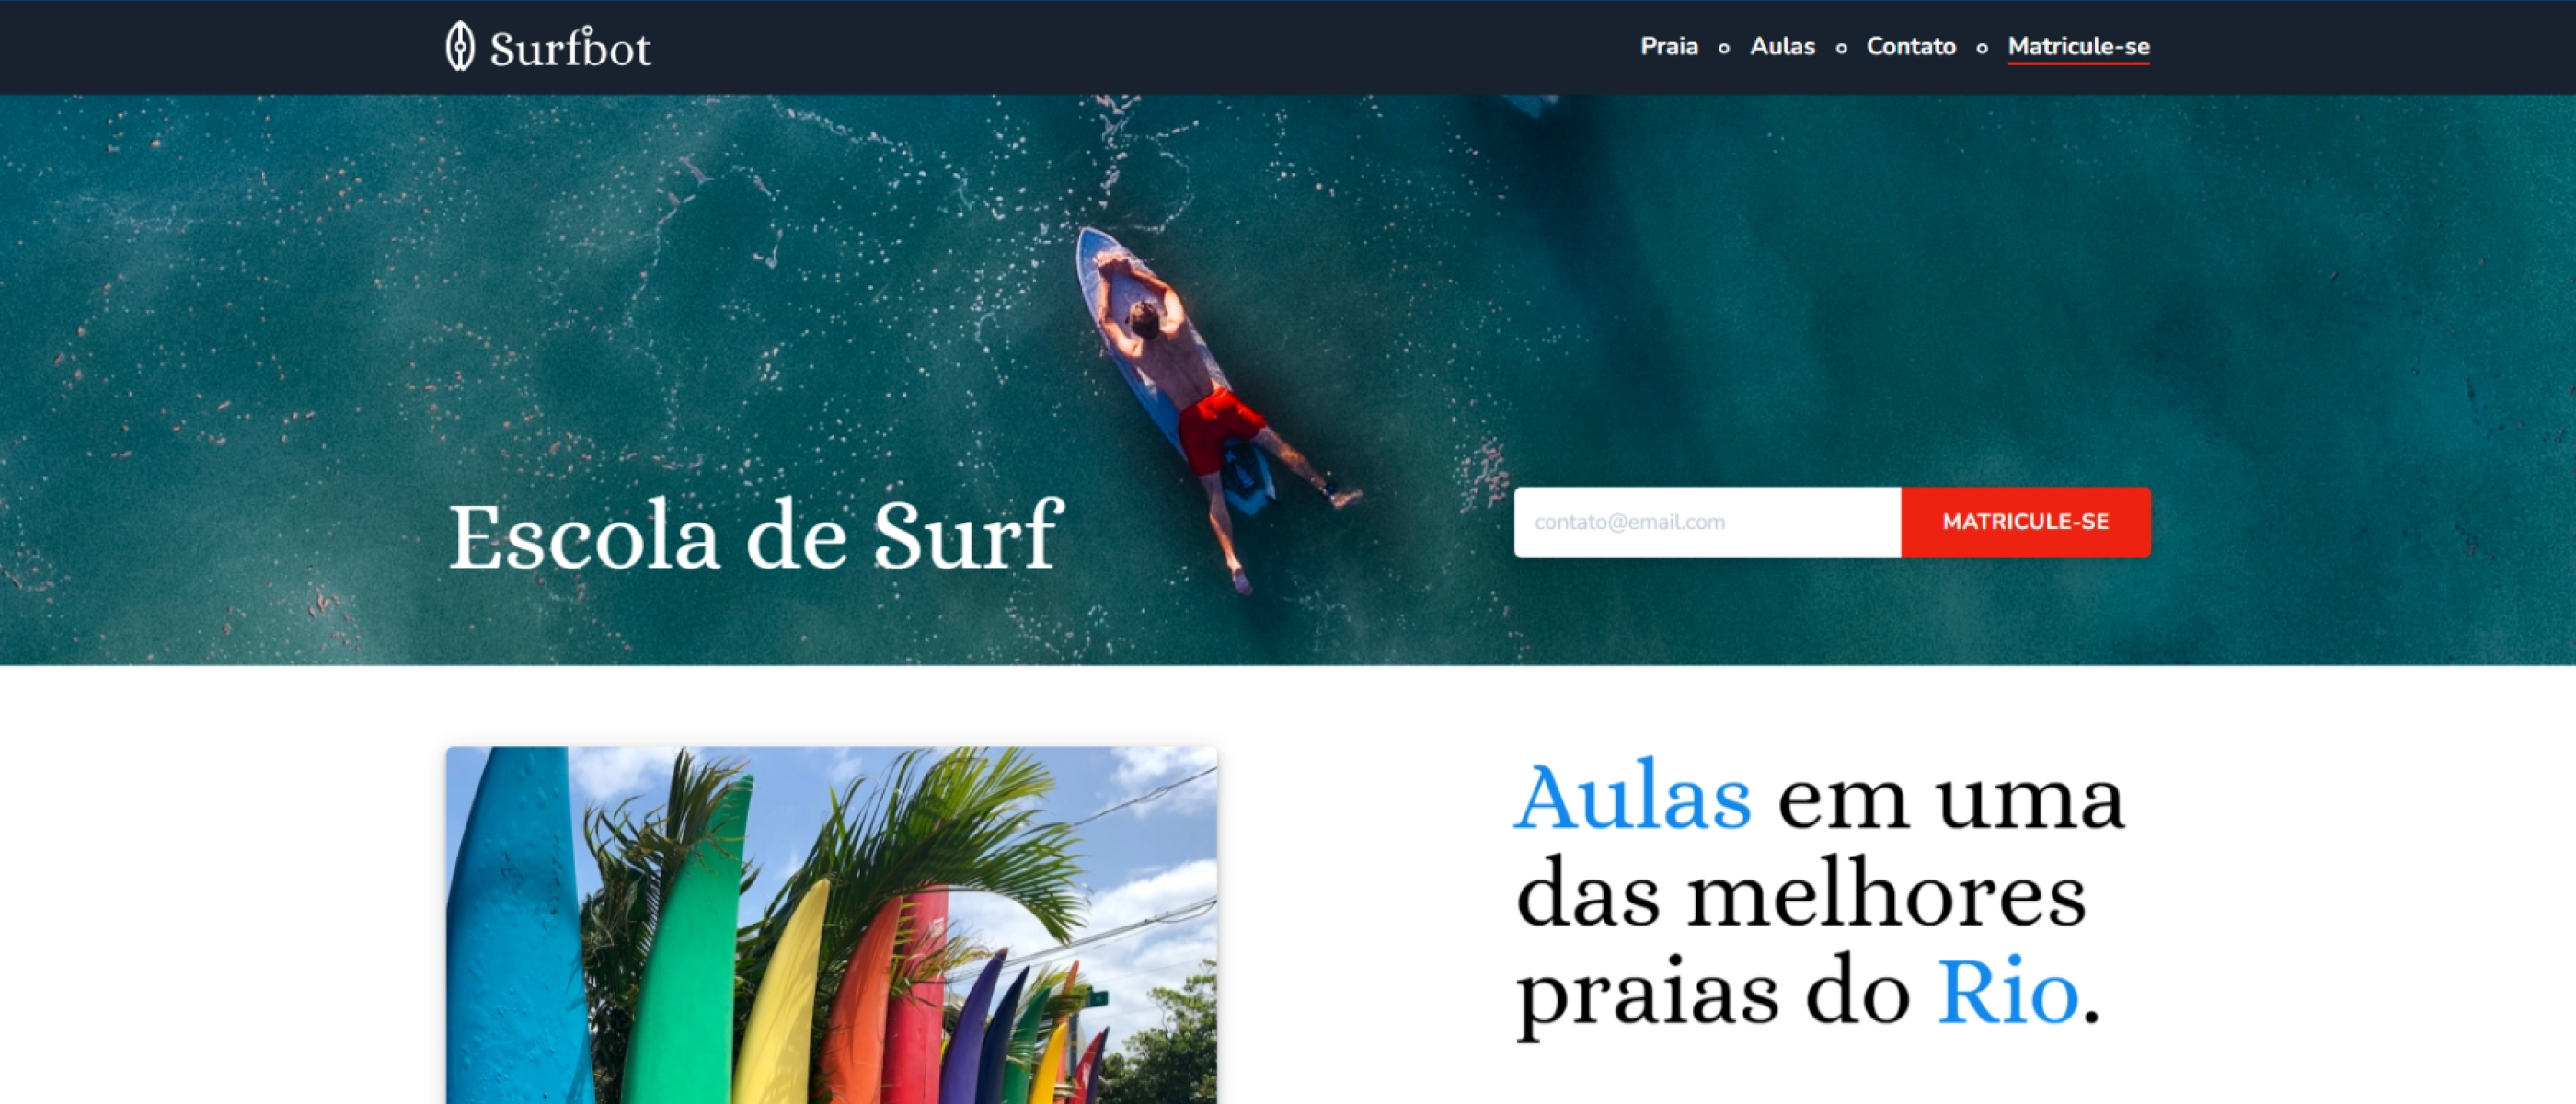 Surfbot
Praia Aulas Contato Matricule-se
Escola de Surf
contato@email.com
MATRICULE-SE
Aulas em uma
das melhores
praias do Rio.